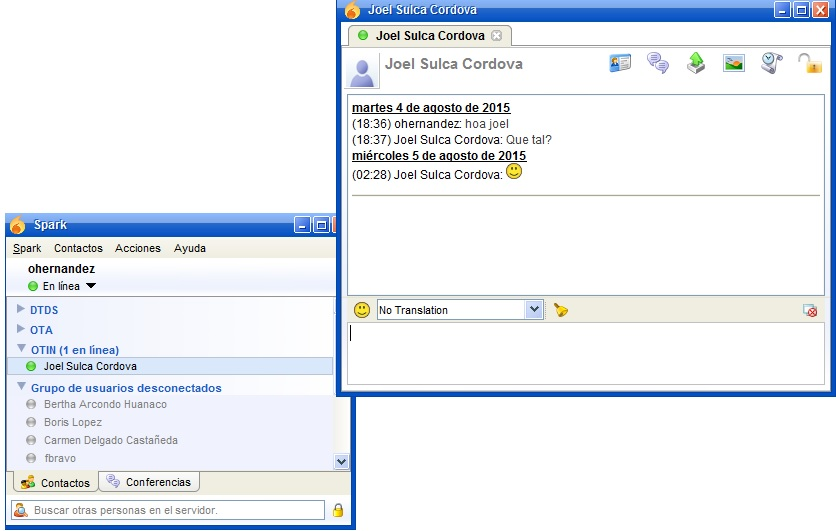 Joel Sulca Cordova
Joel Sulca Cordova
Joel Sulca Cordova
martes 4 de agosto de 2015
(18:36) ohernandez: hoa joel
(18:37) Joel Sulca Cordova: Que tal?
miércoles 5 de agosto de 2015
(02:28) Joel Sulca Cordova:
No Translation
Spark
Spark Contactos Acciones Ayuda
ohernandez
En línea
DTDS
OTA
OTIN (1 en línea)
Joel Sulca Cordova
Grupo de usuarios desconectados
Bertha Arcondo Huanaco
Boris Lopez
Carmen Delgado Castañeda
fbravo
Contactos Conferencias
Buscar otras personas en el servidor.